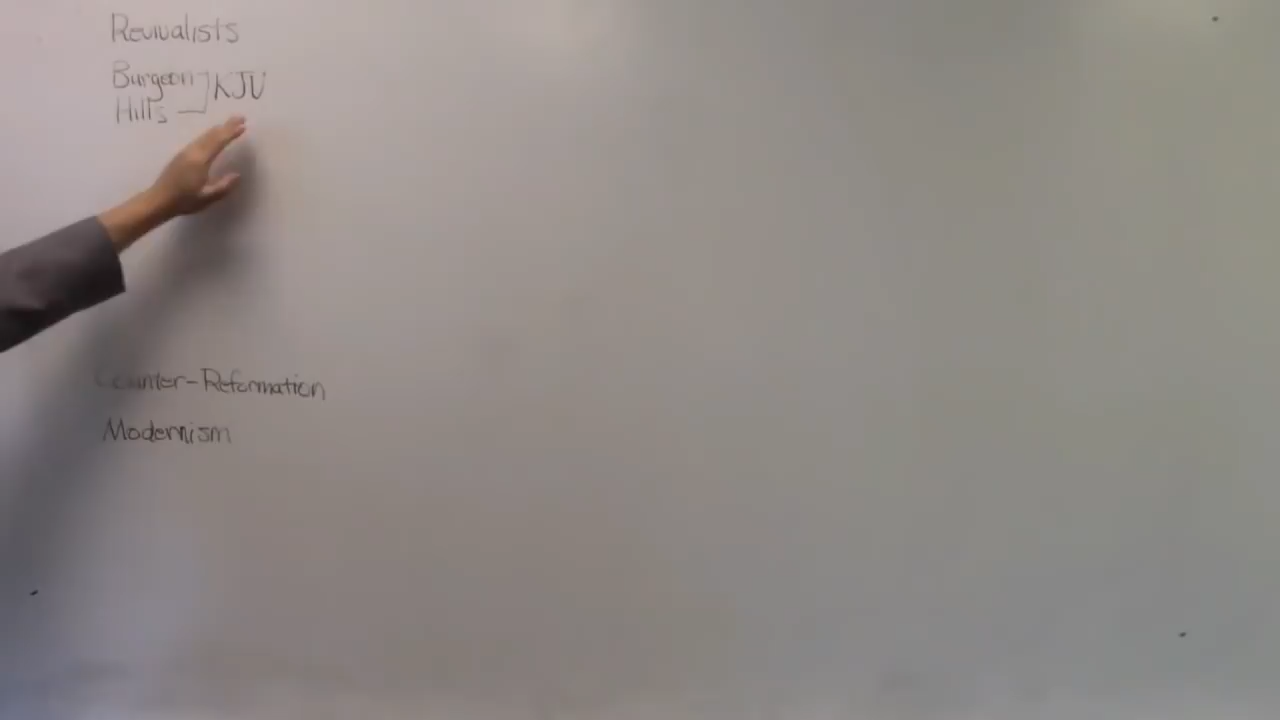 Revivalists
Burgeon
Hills
KJV
Counter-Reformation
Modernism